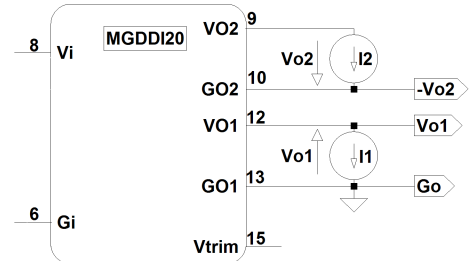 9
VO2
MGDDI20
8
Vi
Vo2
I2
10
GO2
-Vo2
12
VO1
Vo1
Vo1
I1
13
GO1
Go
6
Gi
15
Vtrim